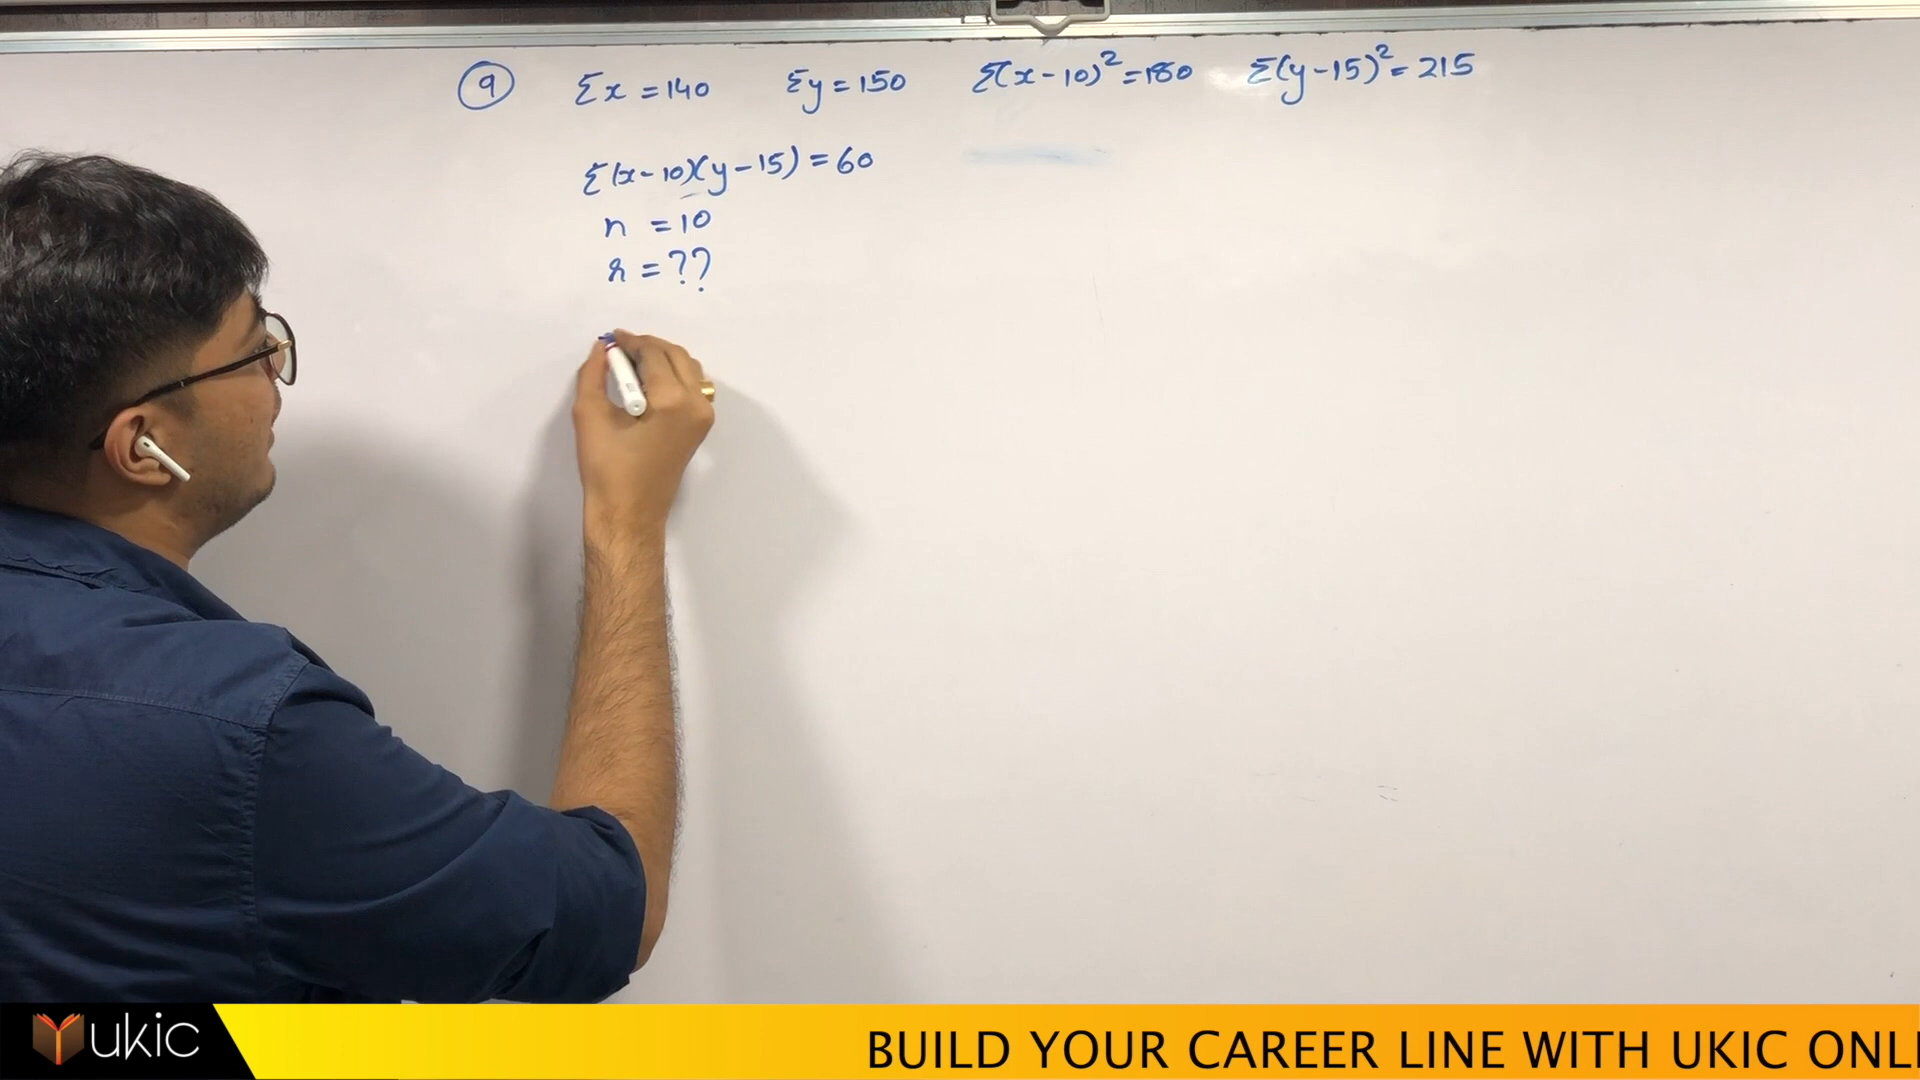 9 Σx = 140 Σy = 150 Σ(x-10)² = 180 Σ(y-15)² = 215
Σ(x-10)(y-15) = 60
n = 10
r = ??
ukic
BUILD YOUR CAREER LINE WITH UKIC ONLI